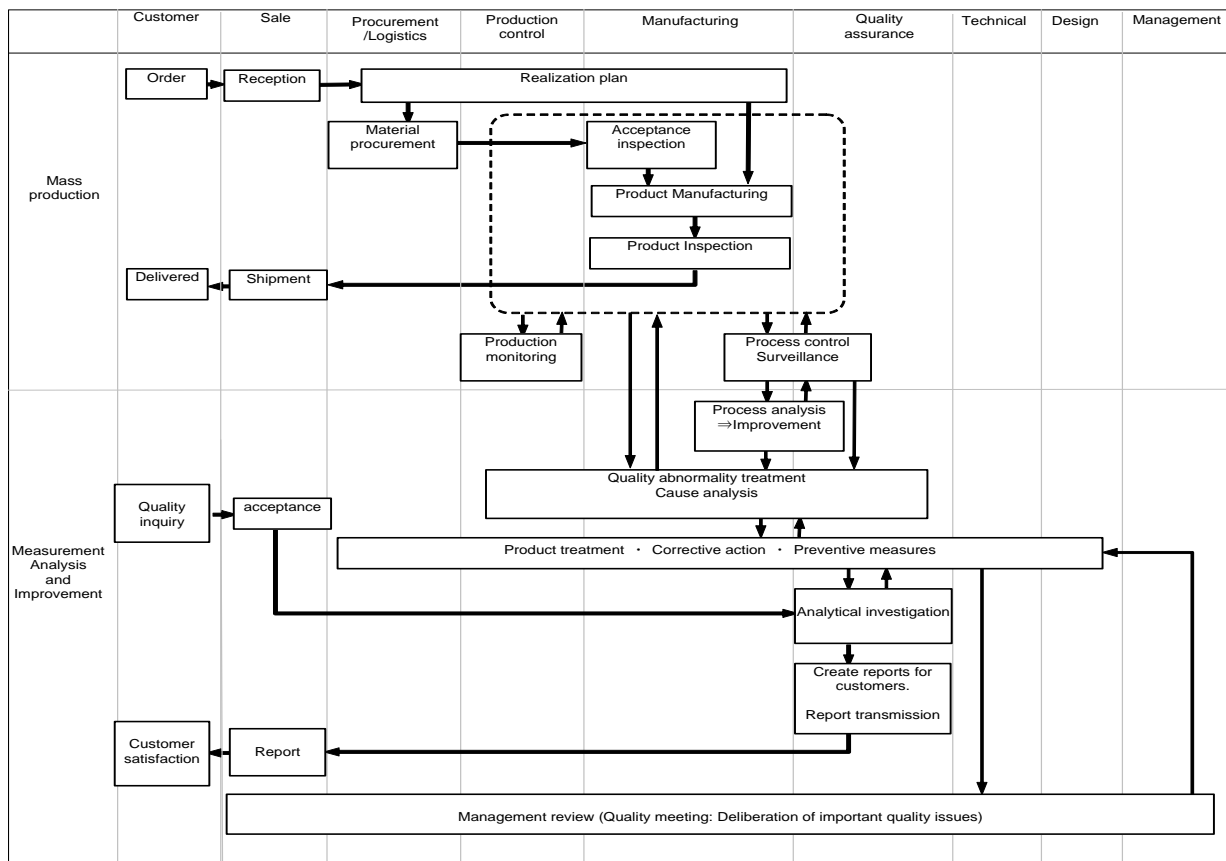 Customer
Sale
Procurement
/Logistics
Production
control
Manufacturing
Quality
assurance
Technical
Design
Management
Mass
production
Order
Reception
Realization plan
Material
procurement
Acceptance
inspection
Product Manufacturing
Product Inspection
Delivered
Shipment
Production
monitoring
Process control
Surveillance
Measurement
Analysis
and
Improvement
Process analysis
⇒Improvement
Quality abnormality treatment
Cause analysis
Quality
inquiry
acceptance
Product treatment ・ Corrective action ・ Preventive measures
Analytical investigation
Create reports for
customers.
Report transmission
Customer
satisfaction
Report
Management review (Quality meeting: Deliberation of important quality issues)